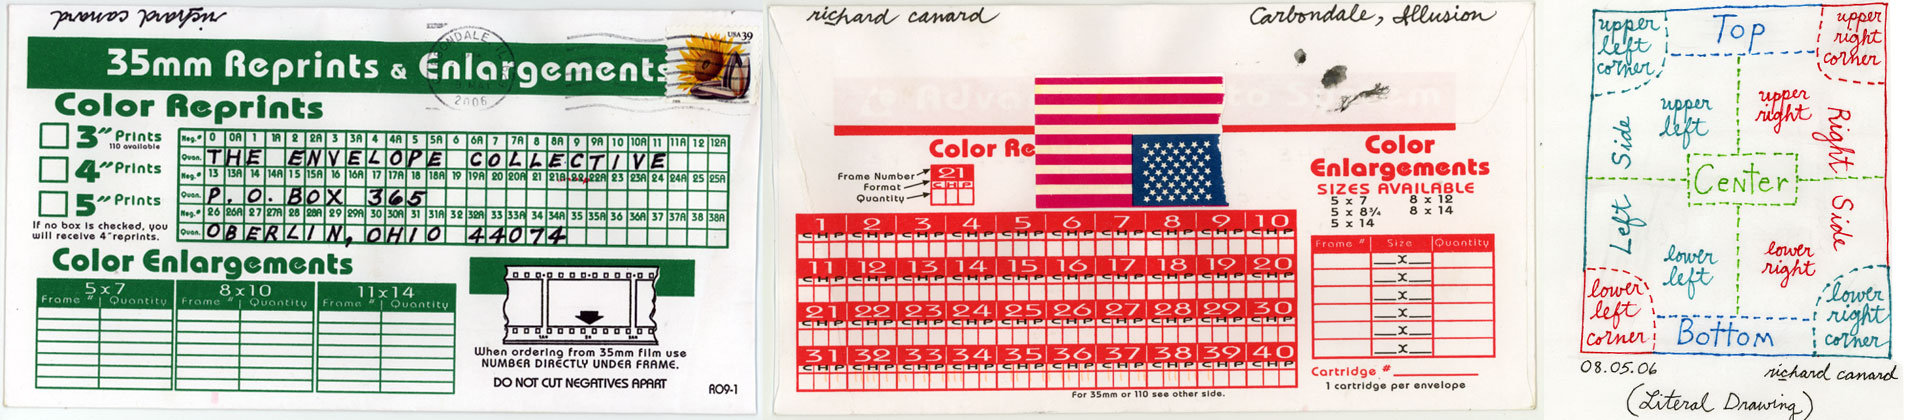 richard canard
USA 39
ONDALE IL
2006
35mm Reprints & Enlargements
Color Reprints
3" Prints
110 available
4" Prints
5" Prints
If no box is checked, you
will receive 4" reprints.
Neg.# 0 0A 1 1A 2 2A 3 3A 4 4A 5 5A 6 6A 7 7A 8 8A 9 9A 10 10A 11 11A 12 12A
Quan. THE ENVELOPE COLLECTIVE
Neg.# 13 13A 14 14A 15 15A 16 16A 17 17A 18 18A 19 19A 20 20A 21 21A 22 22A 23 23A 24 24A 25 25A
Quan. P.O. BOX 365
Neg.# 26 26A 27 27A 28 28A 29 29A 30 30A 31 31A 32 32A 33 33A 34 34A 35 35A 36 36A 37 37A 38 38A
Quan. OBERLIN, OHIO 44074
Color Enlargements
5 x 7 8 x 10 11 x 14
Frame # Quantity Frame # Quantity Frame # Quantity
When ordering from 35mm film use
NUMBER DIRECTLY UNDER FRAME.
DO NOT CUT NEGATIVES APART
RO9-1
richard canard
Carbondale, Illusion
Color Re
Frame Number
Format
Quantity
21
C H P
Color
Enlargements
SIZES AVAILABLE
5 x 7 8 x 12
5 x 8¾ 8 x 14
5 x 14
1 2 3 4 5 6 7 8 9 10
C H P C H P C H P C H P C H P C H P C H P C H P C H P C H P
11 12 13 14 15 16 17 18 19 20
C H P C H P C H P C H P C H P C H P C H P C H P C H P C H P
21 22 23 24 25 26 27 28 29 30
C H P C H P C H P C H P C H P C H P C H P C H P C H P C H P
31 32 33 34 35 36 37 38 39 40
C H P C H P C H P C H P C H P C H P C H P C H P C H P C H P
Frame # Size Quantity
x
x
x
x
x
x
Cartridge #
1 cartridge per envelope
For 35mm or 110 see other side.
upper
left
corner
Top
upper
right
corner
upper
left
upper
right
Left Side
Center
Right Side
lower
left
lower
right
lower
left
corner
Bottom
lower
right
corner
08.05.06
richard canard
(Literal Drawing)